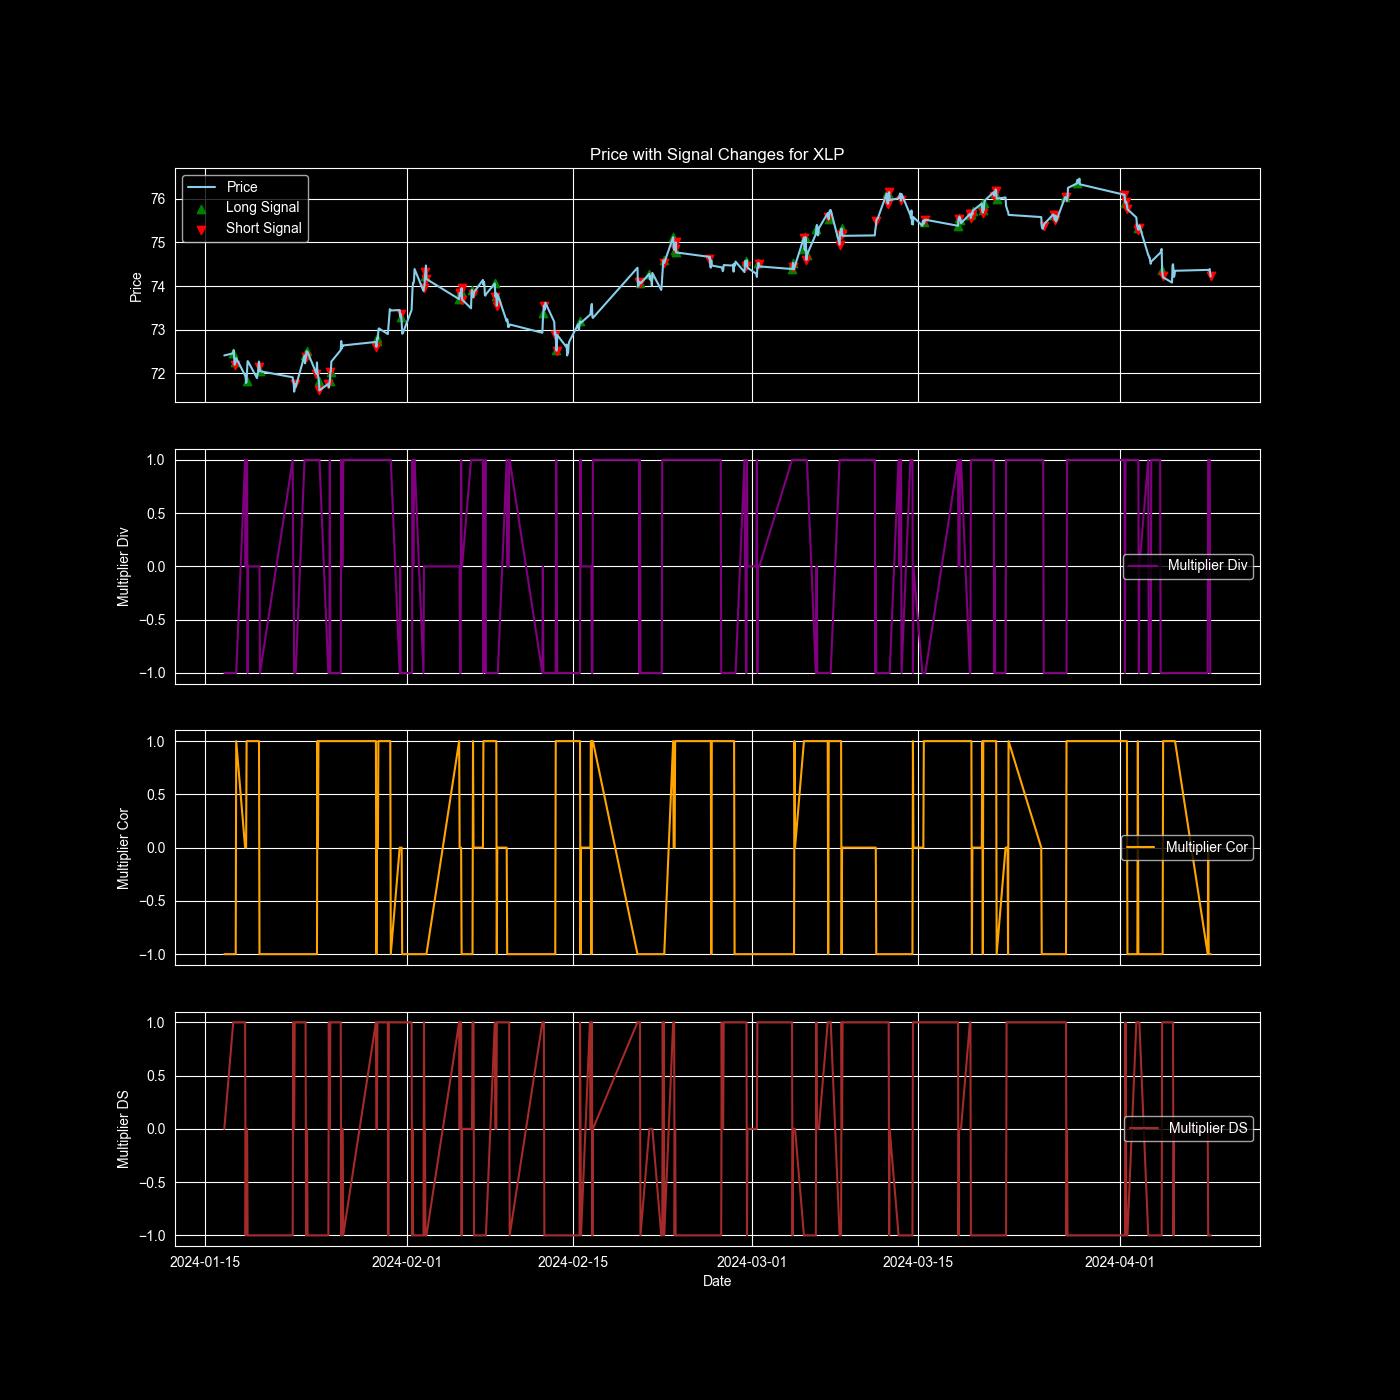 Price with Signal Changes for XLP
Price
Long Signal
Short Signal
76
75
74
73
72
Price
1.0
0.5
0.0
−0.5
−1.0
Multiplier Div
Multiplier Div
1.0
0.5
0.0
−0.5
−1.0
Multiplier Cor
Multiplier Cor
1.0
0.5
0.0
−0.5
−1.0
Multiplier DS
Multiplier DS
2024-01-15 2024-02-01 2024-02-15 2024-03-01 2024-03-15 2024-04-01
Date